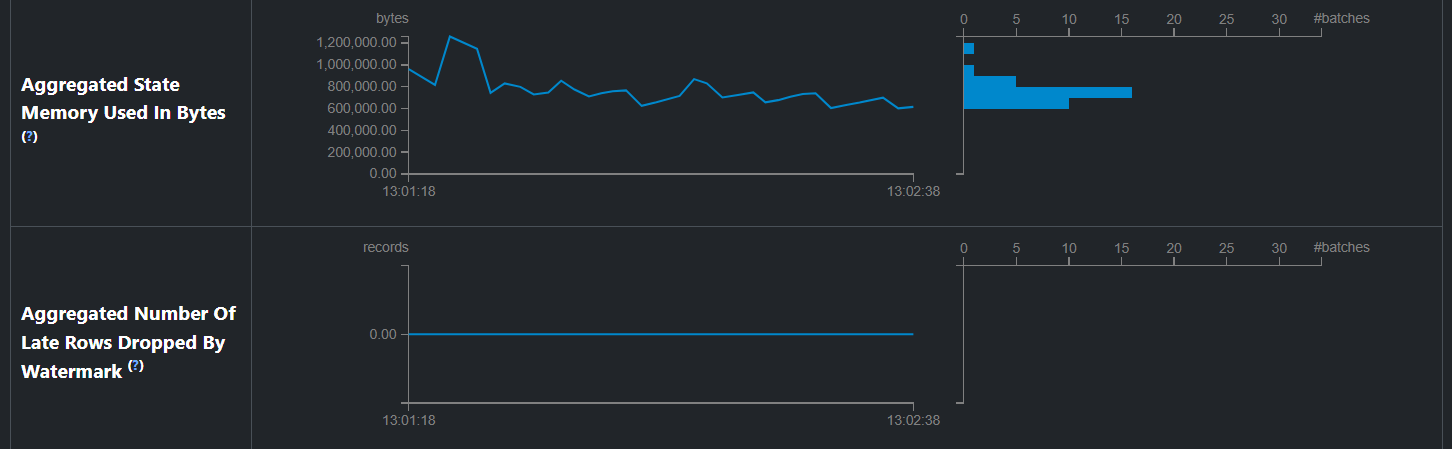 bytes
0 5 10 15 20 25 30 #batches
1,200,000.00
1,000,000.00
800,000.00
600,000.00
400,000.00
200,000.00
0.00
13:01:18 13:02:38
Aggregated State
Memory Used In Bytes
(?)
records
0 5 10 15 20 25 30 #batches
0.00
13:01:18 13:02:38
Aggregated Number Of
Late Rows Dropped By
Watermark (?)